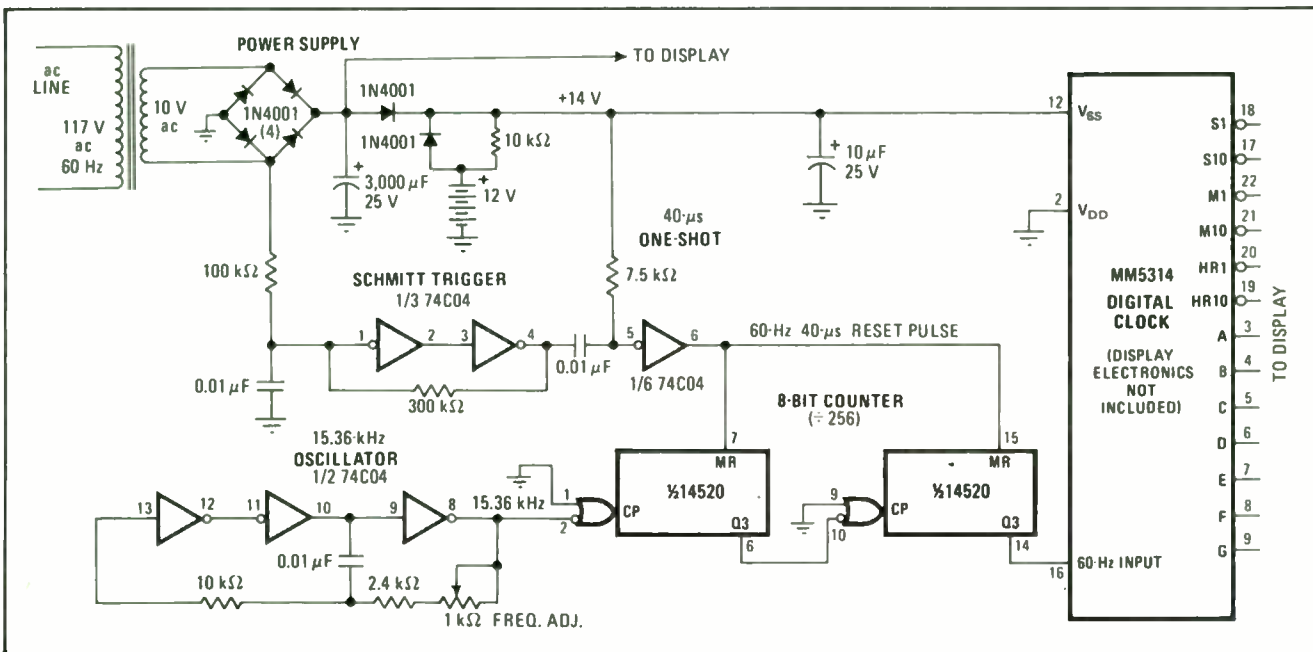 POWER SUPPLY
TO DISPLAY
ac
LINE
117 V
ac
60 Hz
10 V
ac
1N4001
(4)
1N4001
1N4001
+14 V
10 kΩ
+
3,000 µF
25 V
+
12 V
+
10 µF
25 V
12
VSS
2
VDD
MM5314
DIGITAL
CLOCK
(DISPLAY
ELECTRONICS
NOT
INCLUDED)
16
60-Hz INPUT
S1
18
S10
17
M1
22
M10
21
HR1
20
HR10
19
A
3
B
4
C
5
D
6
E
7
F
8
G
9
TO DISPLAY
40-µs
ONE-SHOT
7.5 kΩ
100 kΩ
SCHMITT TRIGGER
1/3 74C04
1
2
3
4
0.01 µF
300 kΩ
0.01 µF
5
6
1/6 74C04
60-Hz 40-µs RESET PULSE
8-BIT COUNTER
(÷ 256)
7
MR
½14520
CP
Q3
6
1
2
15
MR
½14520
CP
Q3
14
9
10
15.36-kHz
OSCILLATOR
1/2 74C04
13
12
11
10
9
8
15.36 kHz
0.01 µF
10 kΩ
2.4 kΩ
1 kΩ FREQ. ADJ.